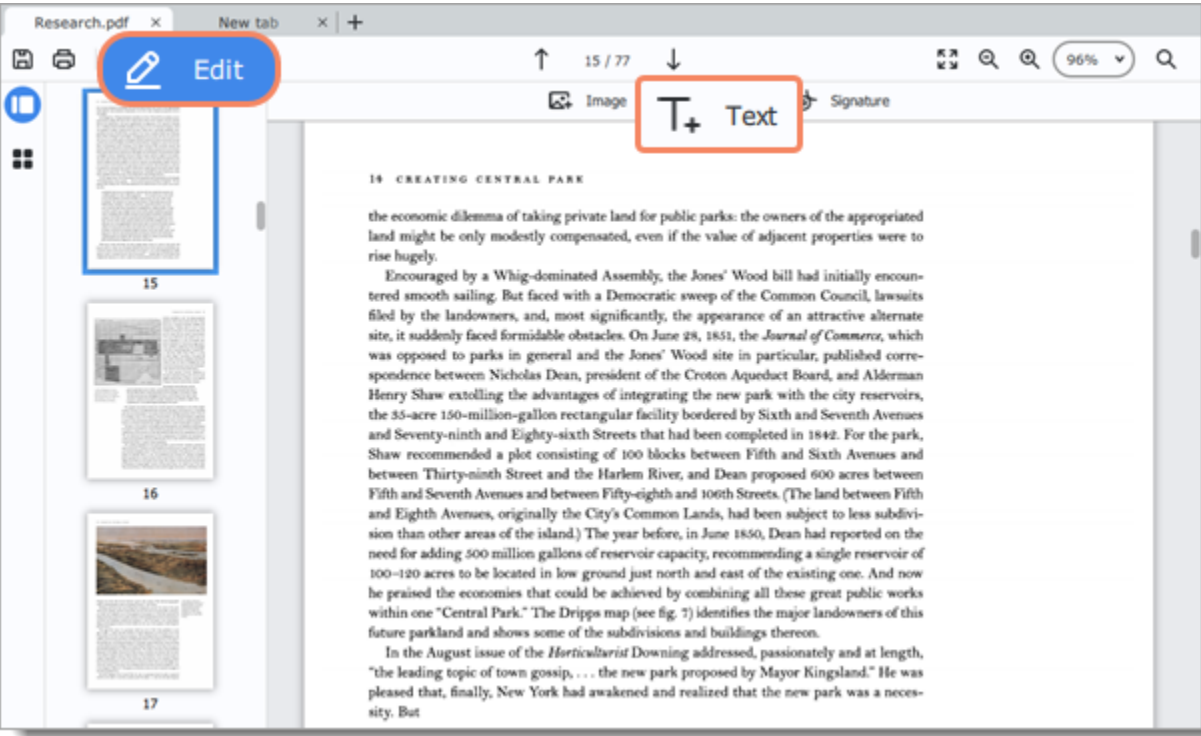 Research.pdf
New tab
Edit
15 / 77
96%
Image
Text
Signature
14 CREATING CENTRAL PARK
the economic dilemma of taking private land for public parks: the owners of the appropriated
land might be only modestly compensated, even if the value of adjacent properties were to
rise hugely.
Encouraged by a Whig-dominated Assembly, the Jones' Wood bill had initially encoun-
tered smooth sailing. But faced with a Democratic sweep of the Common Council, lawsuits
filed by the landowners, and, most significantly, the appearance of an attractive alternate
site, it suddenly faced formidable obstacles. On June 28, 1851, the Journal of Commerce, which
was opposed to parks in general and the Jones' Wood site in particular, published corre-
spondence between Nicholas Dean, president of the Croton Aqueduct Board, and Alderman
Henry Shaw extolling the advantages of integrating the new park with the city reservoirs,
the 35-acre 150-million-gallon rectangular facility bordered by Sixth and Seventh Avenues
and Seventy-ninth and Eighty-sixth Streets that had been completed in 1842. For the park,
Shaw recommended a plot consisting of 100 blocks between Fifth and Sixth Avenues and
between Thirty-ninth Street and the Harlem River, and Dean proposed 600 acres between
Fifth and Seventh Avenues and between Fifty-eighth and 106th Streets. (The land between Fifth
and Eighth Avenues, originally the City's Common Lands, had been subject to less subdivi-
sion than other areas of the island.) The year before, in June 1850, Dean had reported on the
need for adding 500 million gallons of reservoir capacity, recommending a single reservoir of
100–120 acres to be located in low ground just north and east of the existing one. And now
he praised the economies that could be achieved by combining all these great public works
within one "Central Park." The Dripps map (see fig. 7) identifies the major landowners of this
future parkland and shows some of the subdivisions and buildings thereon.
In the August issue of the Horticulturist Downing addressed, passionately and at length,
"the leading topic of town gossip, . . . the new park proposed by Mayor Kingsland." He was
pleased that, finally, New York had awakened and realized that the new park was a neces-
sity. But
15
16
17